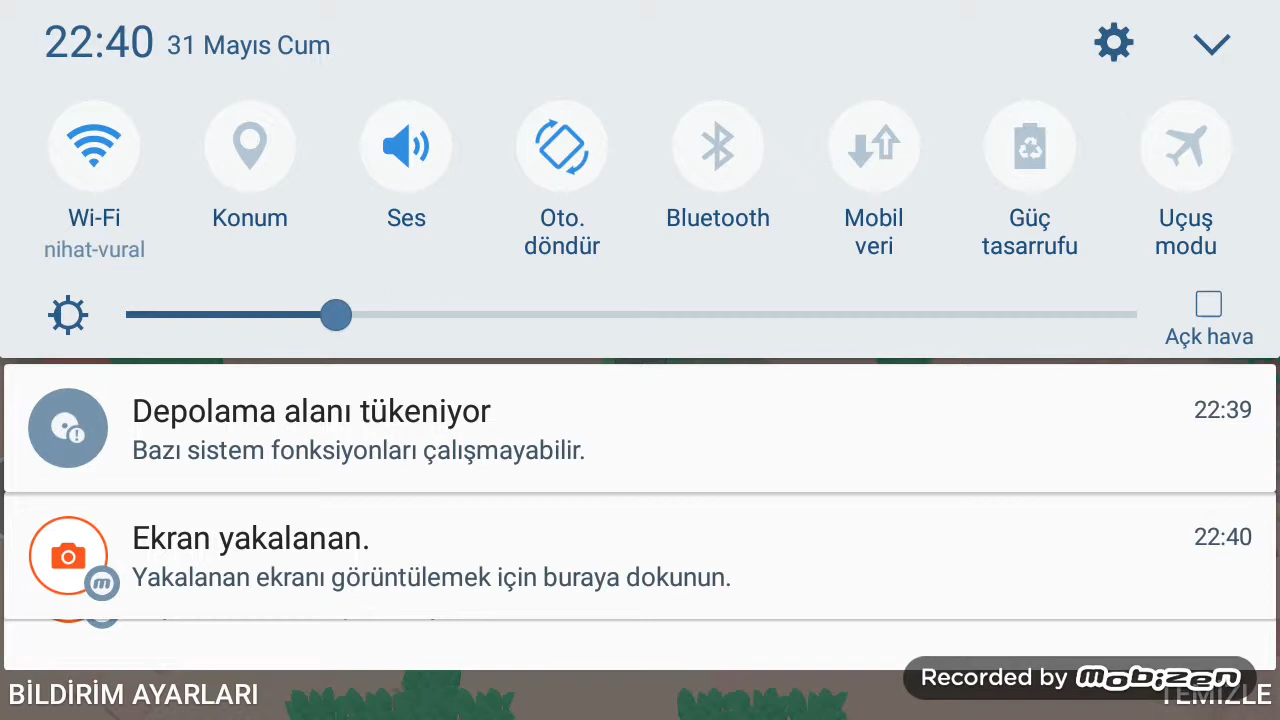 22:40 31 Mayıs Cum
Wi-Fi
nihat-vural
Konum
Ses
Oto.
döndür
Bluetooth
Mobil
veri
Güç
tasarrufu
Uçuş
modu
Açk hava
Depolama alanı tükeniyor
22:39
Bazı sistem fonksiyonları çalışmayabilir.
Ekran yakalanan.
22:40
Yakalanan ekranı görüntülemek için buraya dokunun.
BİLDİRİM AYARLARI
TEMİZLE
Recorded by mobizen